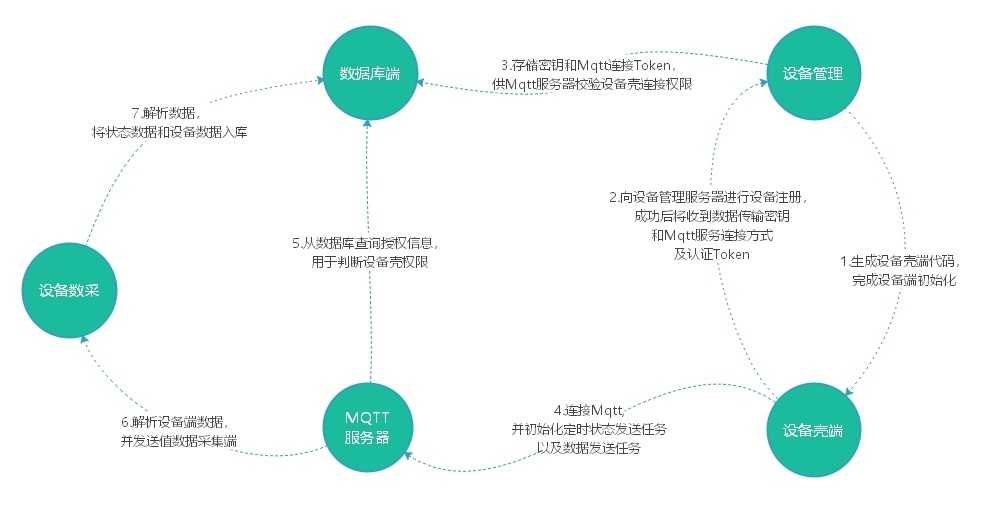 数据库端
设备管理
3.存储密钥和Mqtt连接Token,
供Mqtt服务器校验设备壳连接权限
7.解析数据,
将状态数据和设备数据入库
2.向设备管理服务器进行设备注册,
成功后将收到数据传输密钥
和Mqtt服务连接方式
及认证Token
5.从数据库查询授权信息,
用于判断设备壳权限
1.生成设备壳端代码,
完成设备端初始化
设备数采
MQTT
服务器
4.连接Mqtt,
并初始化定时状态发送任务
以及数据发送任务
设备壳端
6.解析设备端数据,
并发送值数据采集端